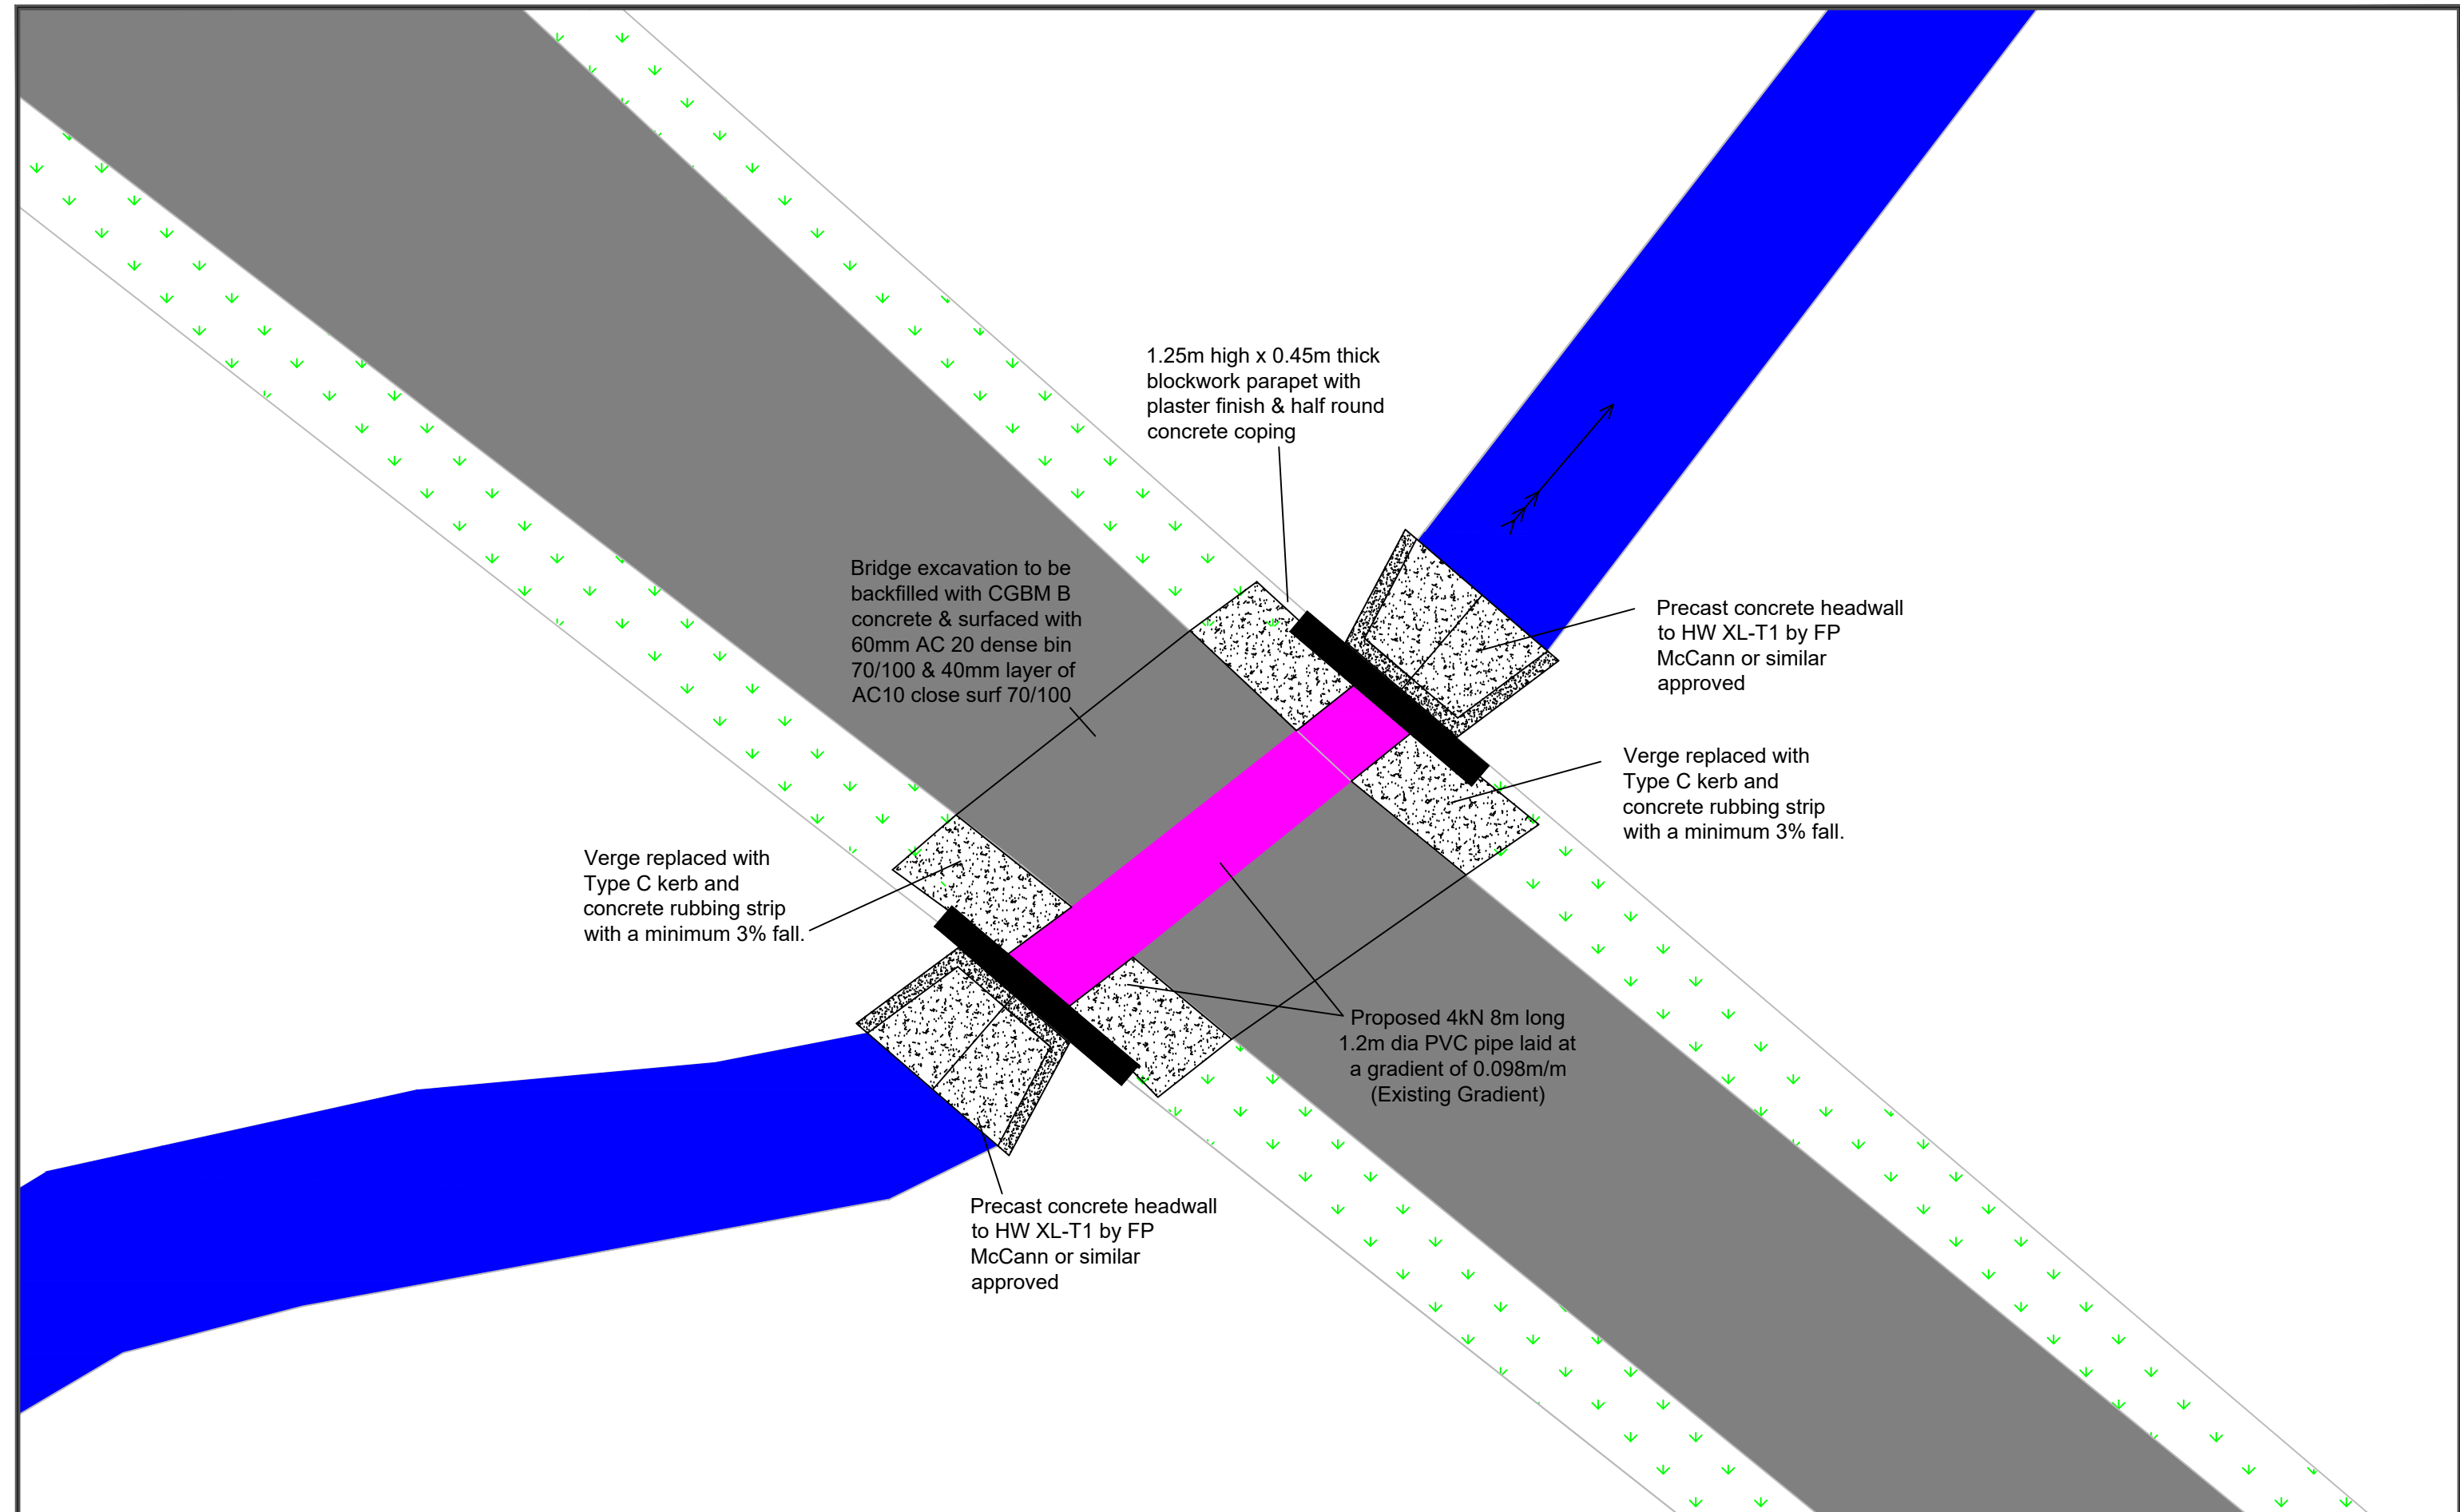 1.25m high x 0.45m thick
blockwork parapet with
plaster finish & half round
concrete coping
Bridge excavation to be
backfilled with CGBM B
concrete & surfaced with
60mm AC 20 dense bin
70/100 & 40mm layer of
AC10 close surf 70/100
Precast concrete headwall
to HW XL-T1 by FP
McCann or similar
approved
Verge replaced with
Type C kerb and
concrete rubbing strip
with a minimum 3% fall.
Verge replaced with
Type C kerb and
concrete rubbing strip
with a minimum 3% fall.
Proposed 4kN 8m long
1.2m dia PVC pipe laid at
a gradient of 0.098m/m
(Existing Gradient)
Precast concrete headwall
to HW XL-T1 by FP
McCann or similar
approved